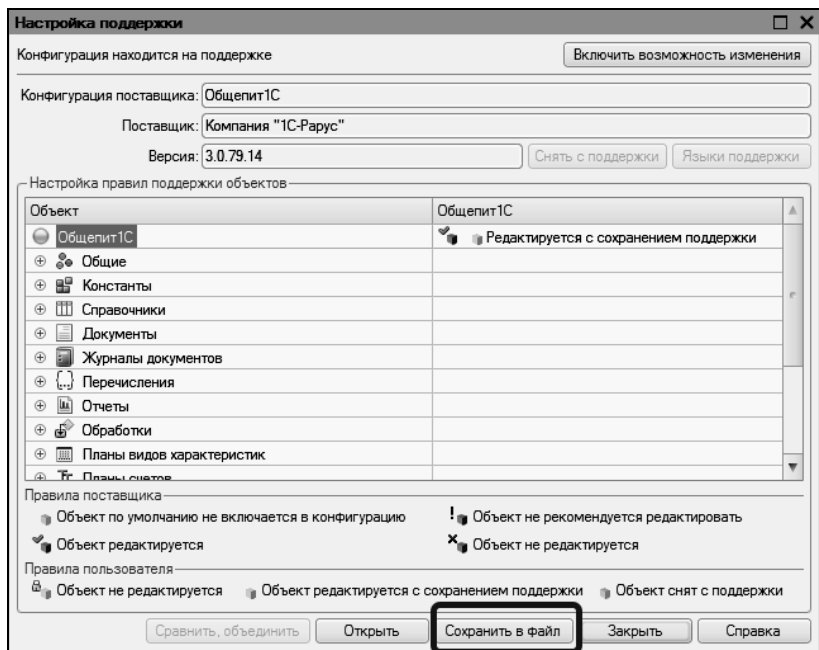 Настройка поддержки
Конфигурация находится на поддержке Включить возможность изменения
Конфигурация поставщика: Общепит1С
Поставщик: Компания "1С-Рарус"
Версия: 3.0.79.14 Снять с поддержки Языки поддержки
Настройка правил поддержки объектов
Объект Общепит1С
Общепит1С Редактируется с сохранением поддержки
Общие
Константы
Справочники
Документы
Журналы документов
Перечисления
Отчеты
Обработки
Планы видов характеристик
Планы счетов
Правила поставщика
Объект по умолчанию не включается в конфигурацию Объект не рекомендуется редактировать
Объект редактируется Объект не редактируется
Правила пользователя
Объект не редактируется Объект редактируется с сохранением поддержки Объект снят с поддержки
Сравнить, объединить Открыть Сохранить в файл Закрыть Справка